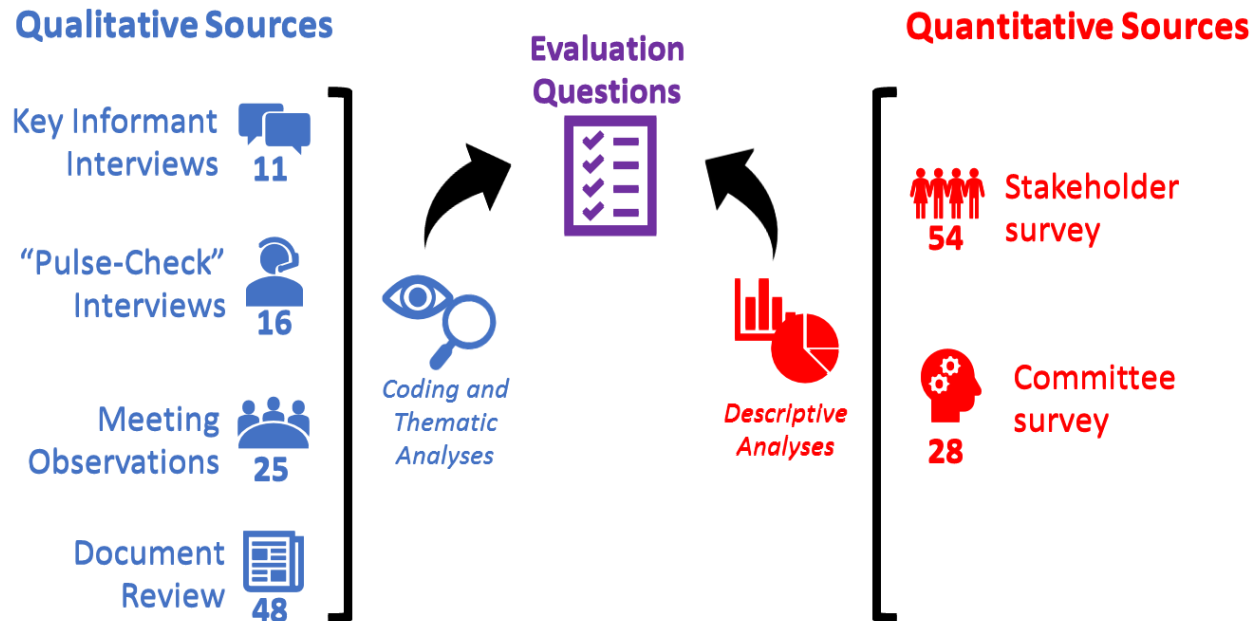 Qualitative Sources
Key Informant
Interviews
11
“Pulse-Check”
Interviews
16
Meeting
Observations
25
Document
Review
48
Coding and
Thematic
Analyses
Evaluation
Questions
Descriptive
Analyses
Quantitative Sources
Stakeholder
survey
54
Committee
survey
28